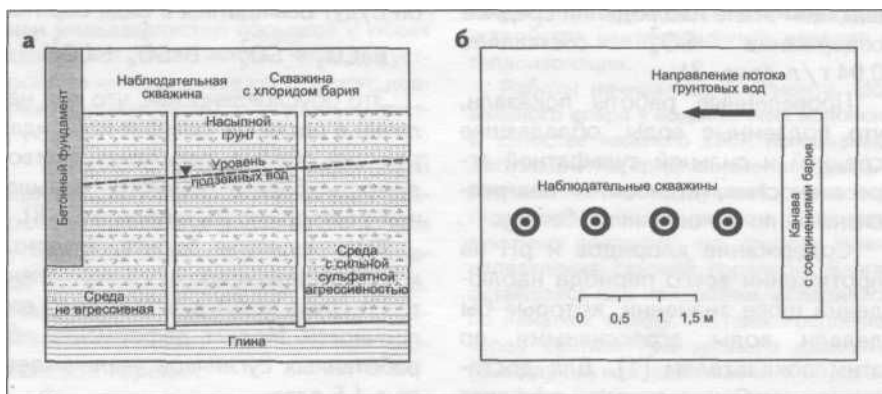 а
Наблюдательная
скважина
Скважина
с хлоридом бария
Бетонный фундамент
Насыпной
грунт
Уровень
подземных вод
Среда
с сильной
сульфатной
агрессивностью
Среда
не агрессивная
Глина
б
Направление потока
грунтовых вод
Наблюдательные скважины
Канава
с соединениями бария
0 0,5 1,5 м